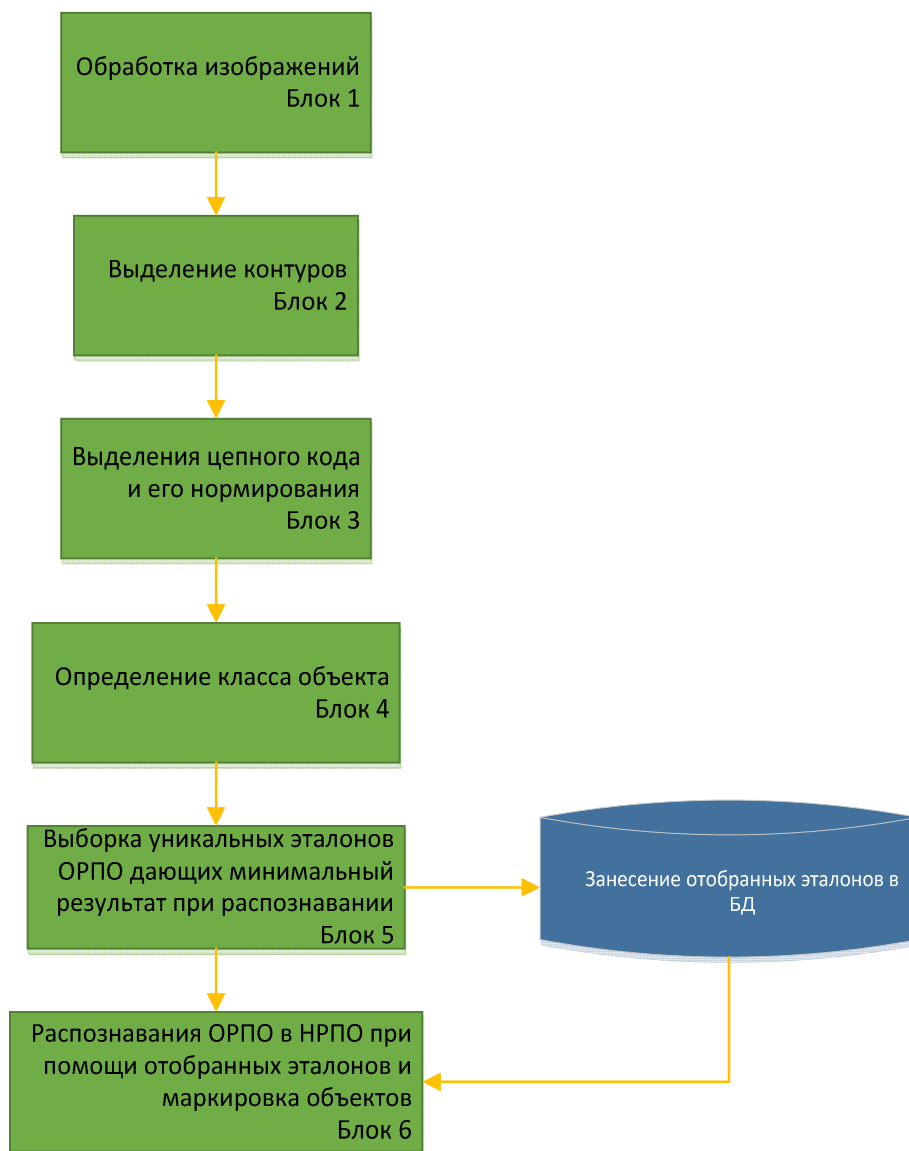 Обработка изображений
Блок 1
Выделение контуров
Блок 2
Выделения цепного кода
и его нормирования
Блок 3
Определение класса объекта
Блок 4
Выборка уникальных эталонов
ОРПО дающих минимальный
результат при распознавании
Блок 5
Занесение отобранных эталонов в
БД
Распознавания ОРПО в НРПО при
помощи отобранных эталонов и
маркировка объектов
Блок 6